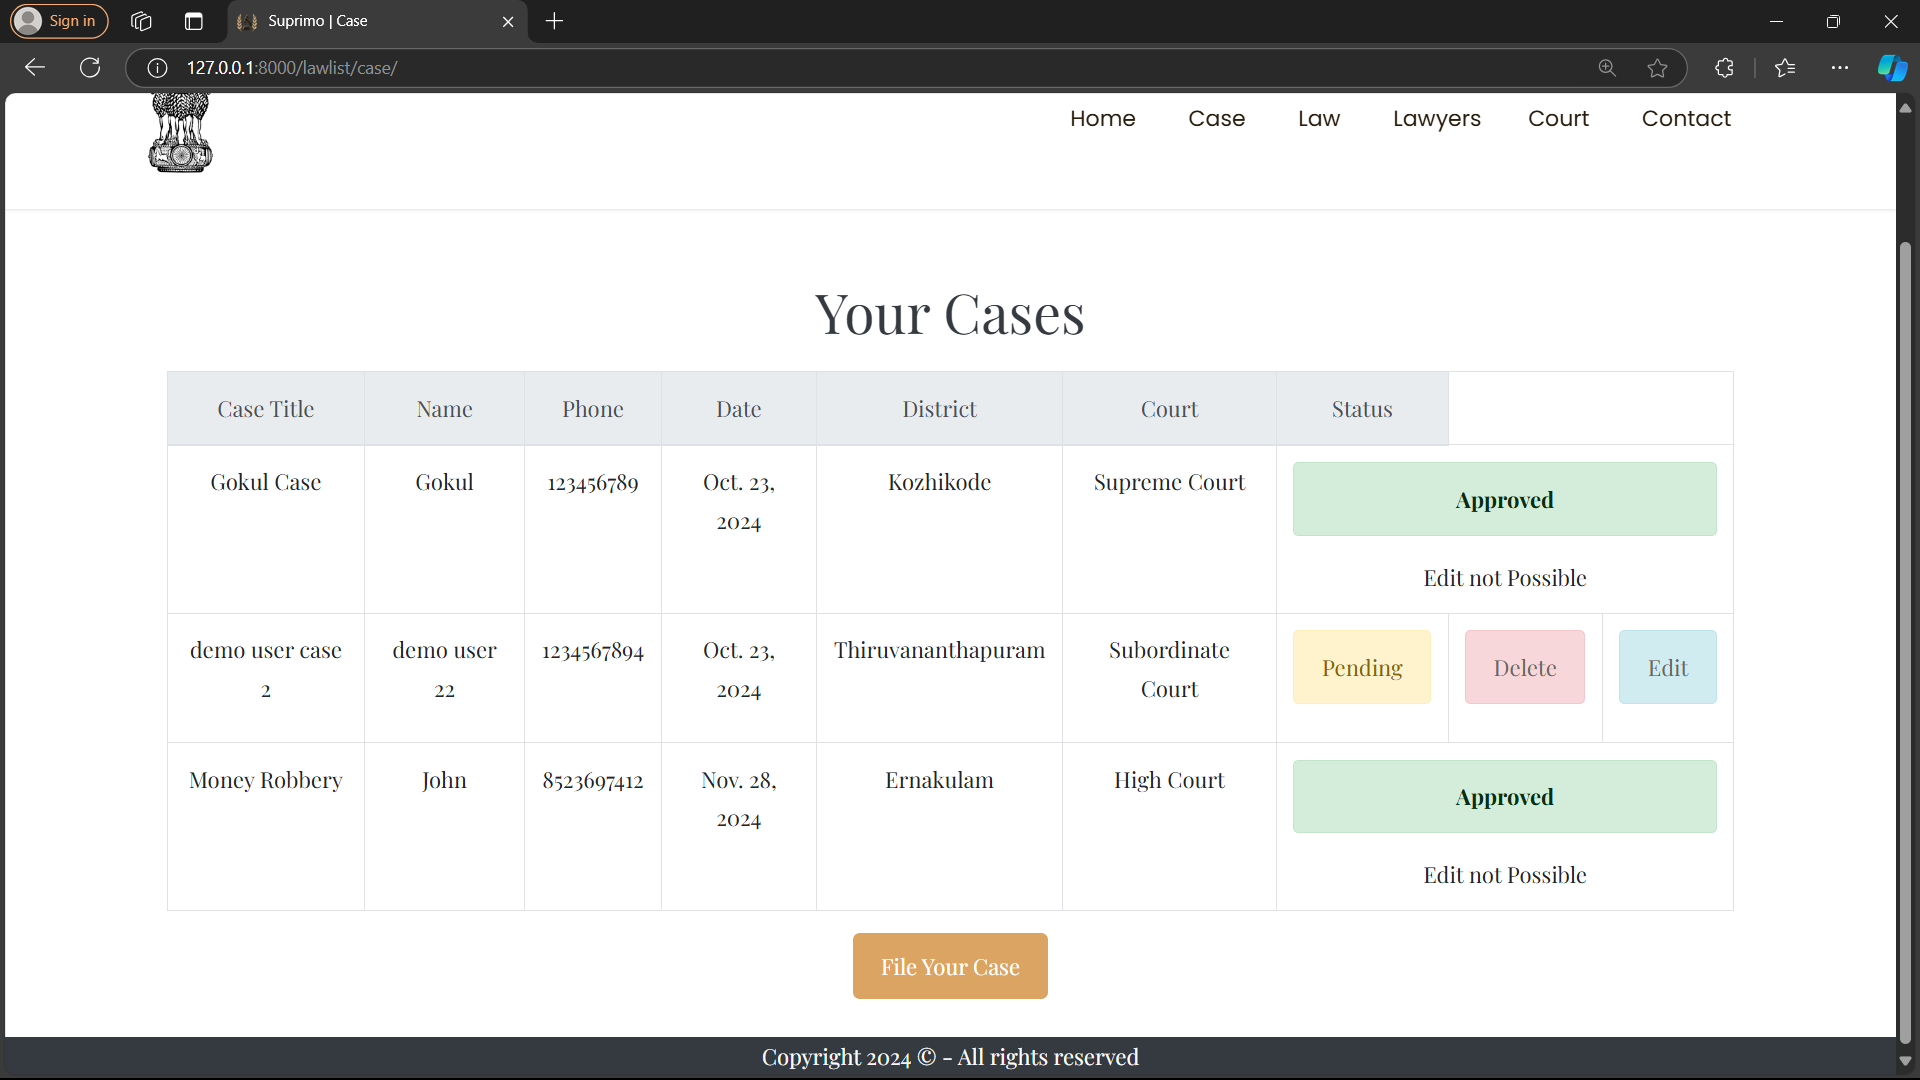 Sign in
Suprimo | Case
127.0.0.1:8000/lawlist/case/
Home Case Law Lawyers Court Contact
Your Cases
Case Title Name Phone Date District Court Status
Gokul Case Gokul 123456789 Oct. 23, Kozhikode Supreme Court Approved
2024
Edit not Possible
demo user case demo user 1234567894 Oct. 23, Thiruvananthapuram Subordinate Pending Delete Edit
2 22 2024 Court
Money Robbery John 8523697412 Nov. 28, Ernakulam High Court Approved
2024
Edit not Possible
File Your Case
Copyright 2024 © - All rights reserved